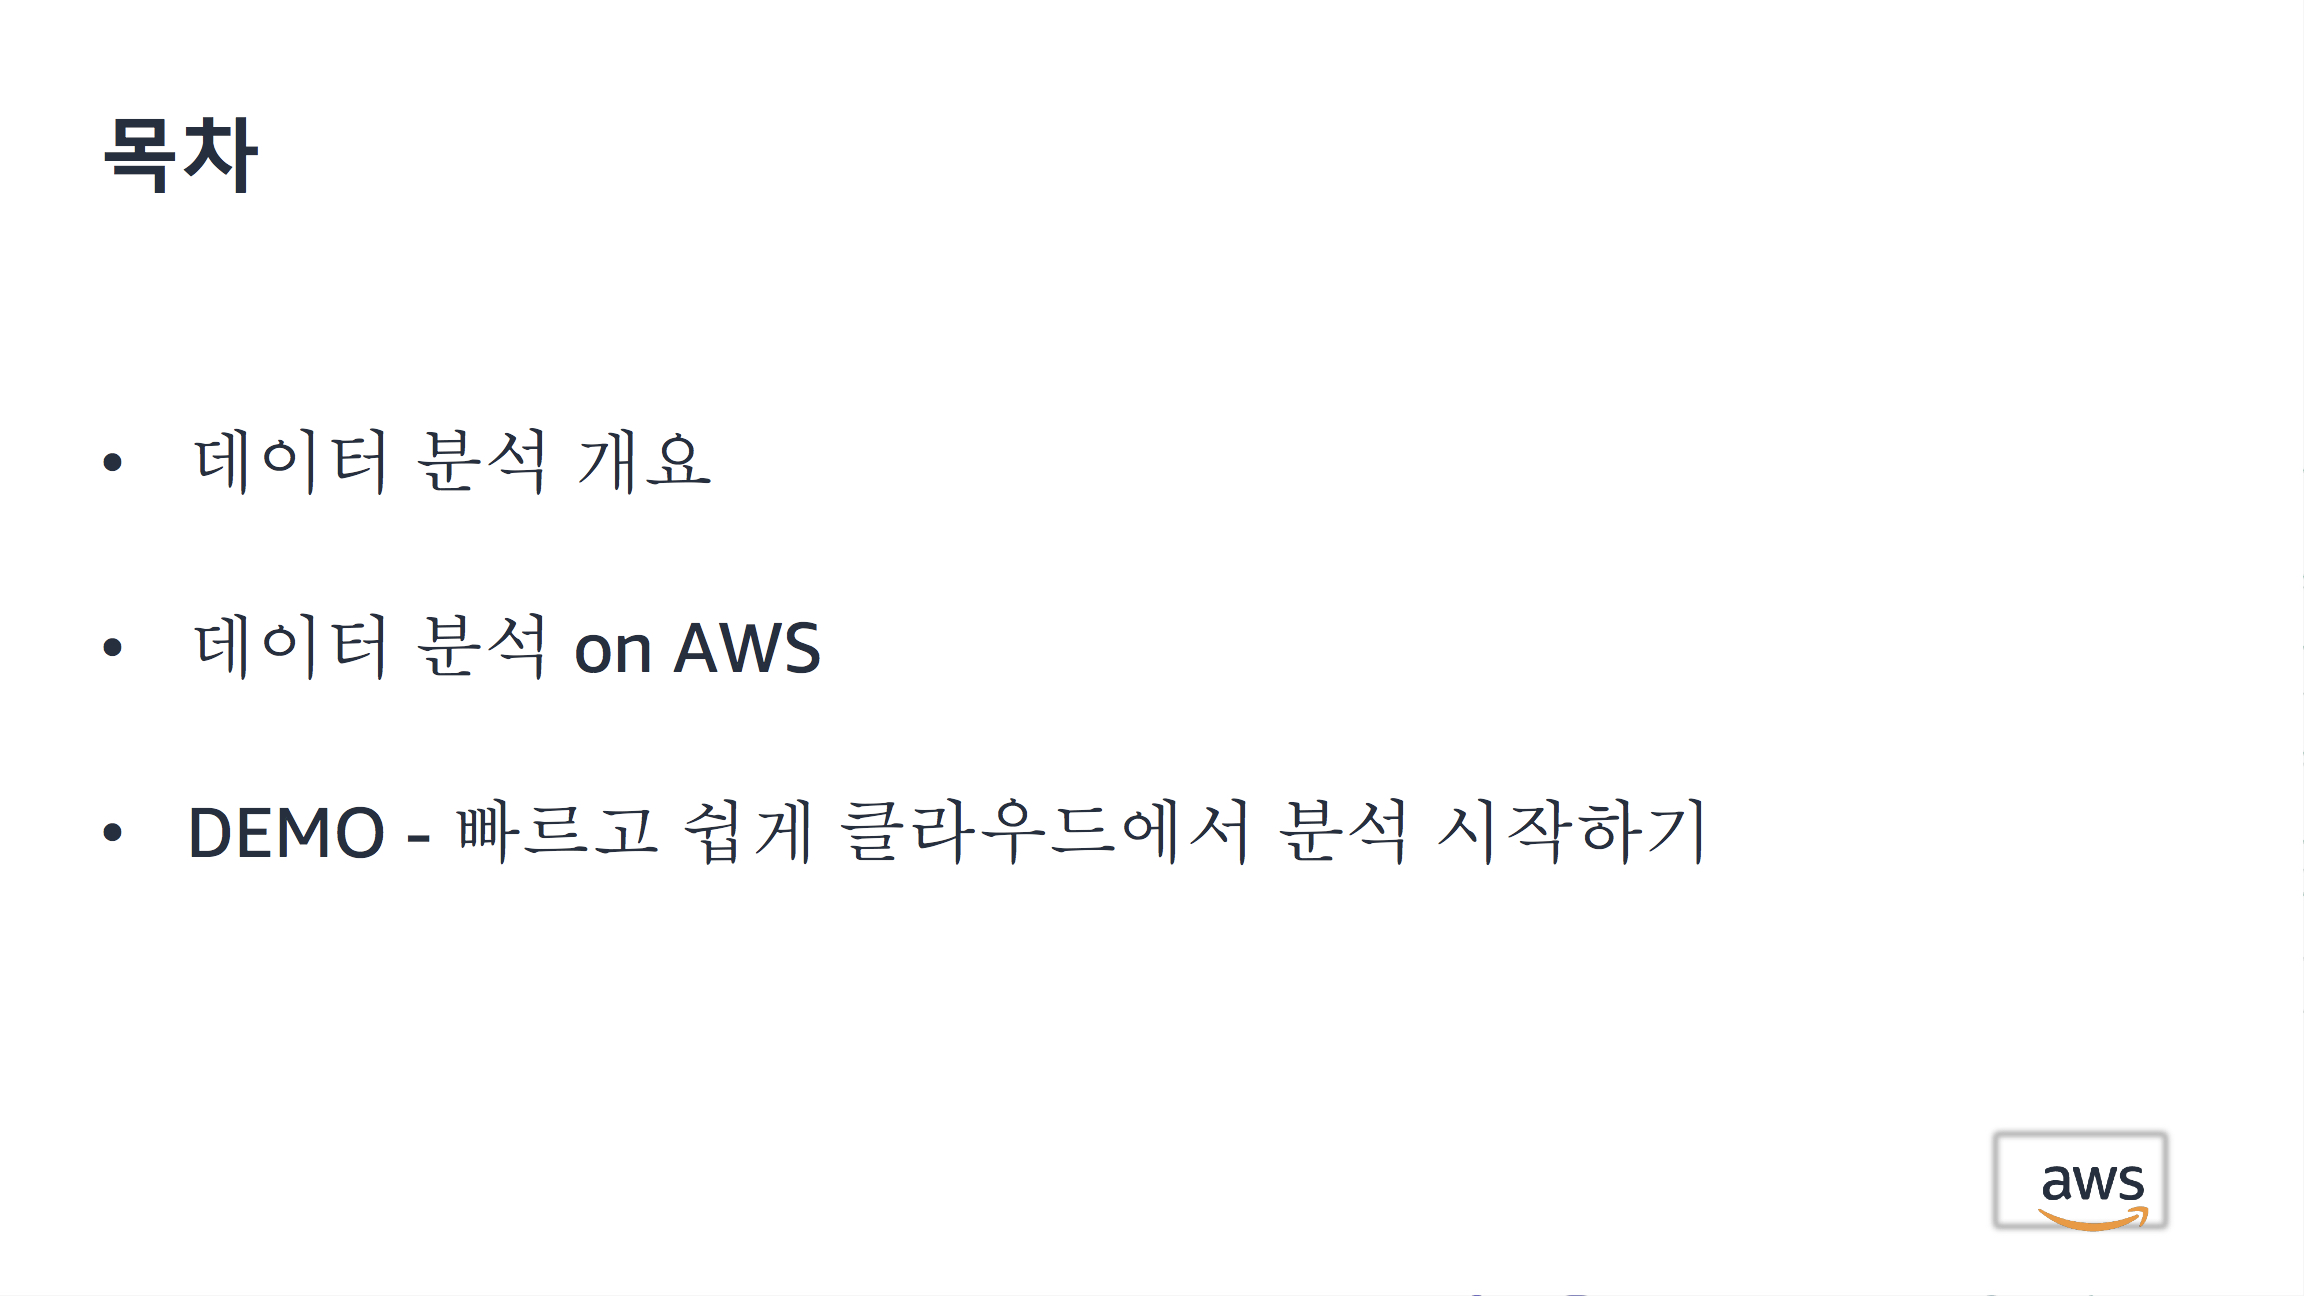 목차
• 데이터 분석 개요
• 데이터 분석 on AWS
• DEMO - 빠르고 쉽게 클라우드에서 분석 시작하기
aws